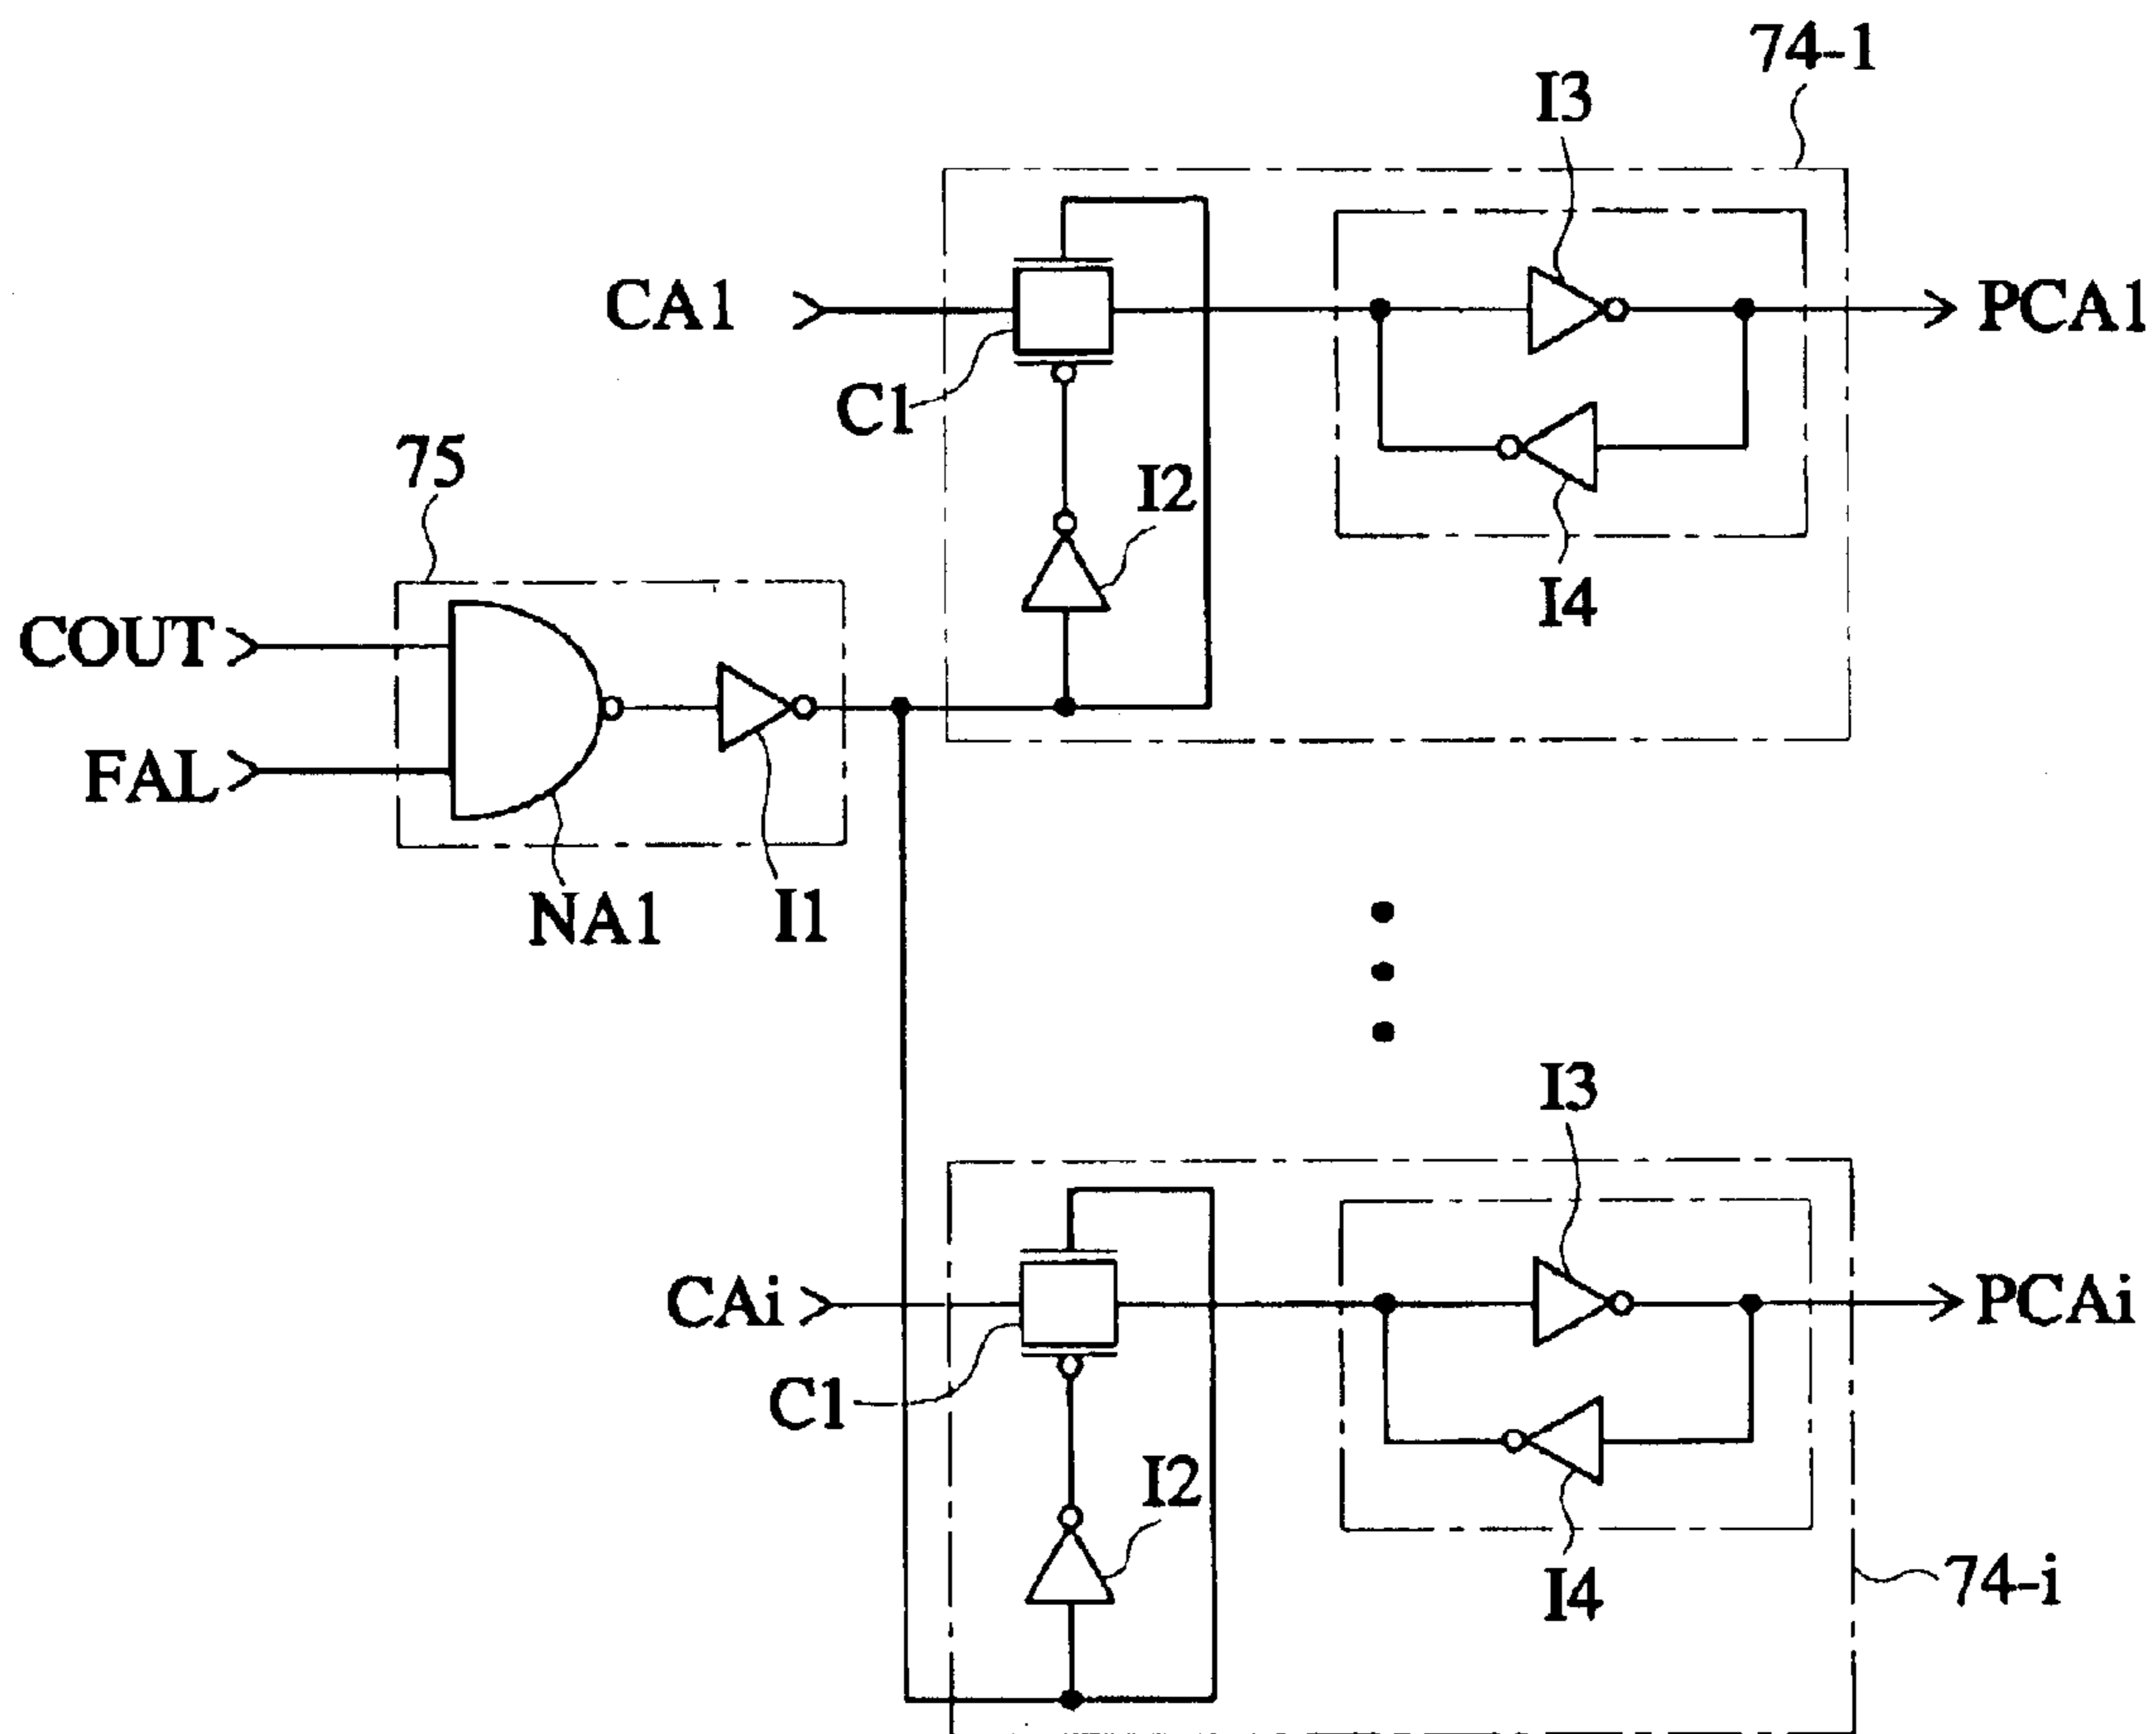 74-1
I3
CA1
PCA1
C1
I2
75
I4
COUT
FAL
NA1
I1
I3
CAi
PCAi
C1
I2
I4
74-i